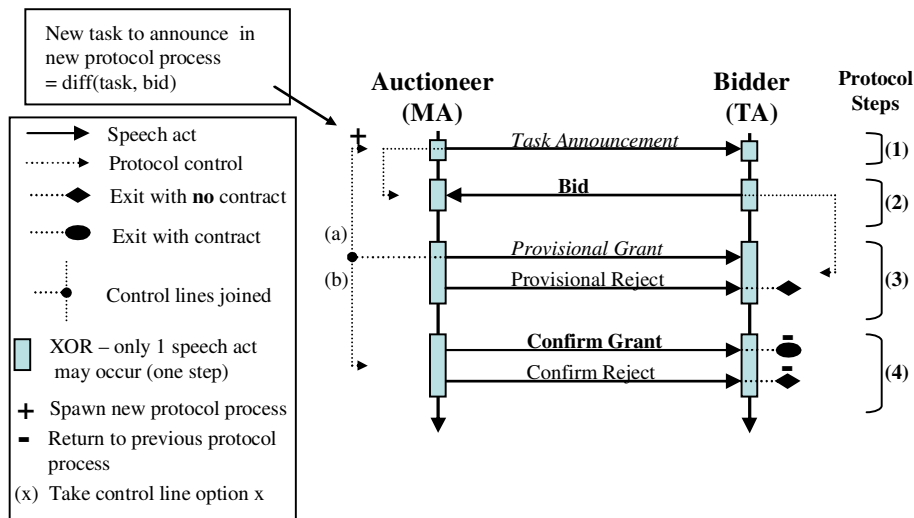 New task to announce in
new protocol process
= diff(task, bid)
Auctioneer
(MA)
Bidder
(TA)
Protocol
Steps
Speech act
Protocol control
Exit with no contract
Exit with contract
Control lines joined
XOR – only 1 speech act
may occur (one step)
+ Spawn new protocol process
- Return to previous protocol
process
(x) Take control line option x
+
Task Announcement
(1)
Bid
(2)
(a)
(b)
Provisional Grant
Provisional Reject
(3)
Confirm Grant
-
Confirm Reject
-
(4)